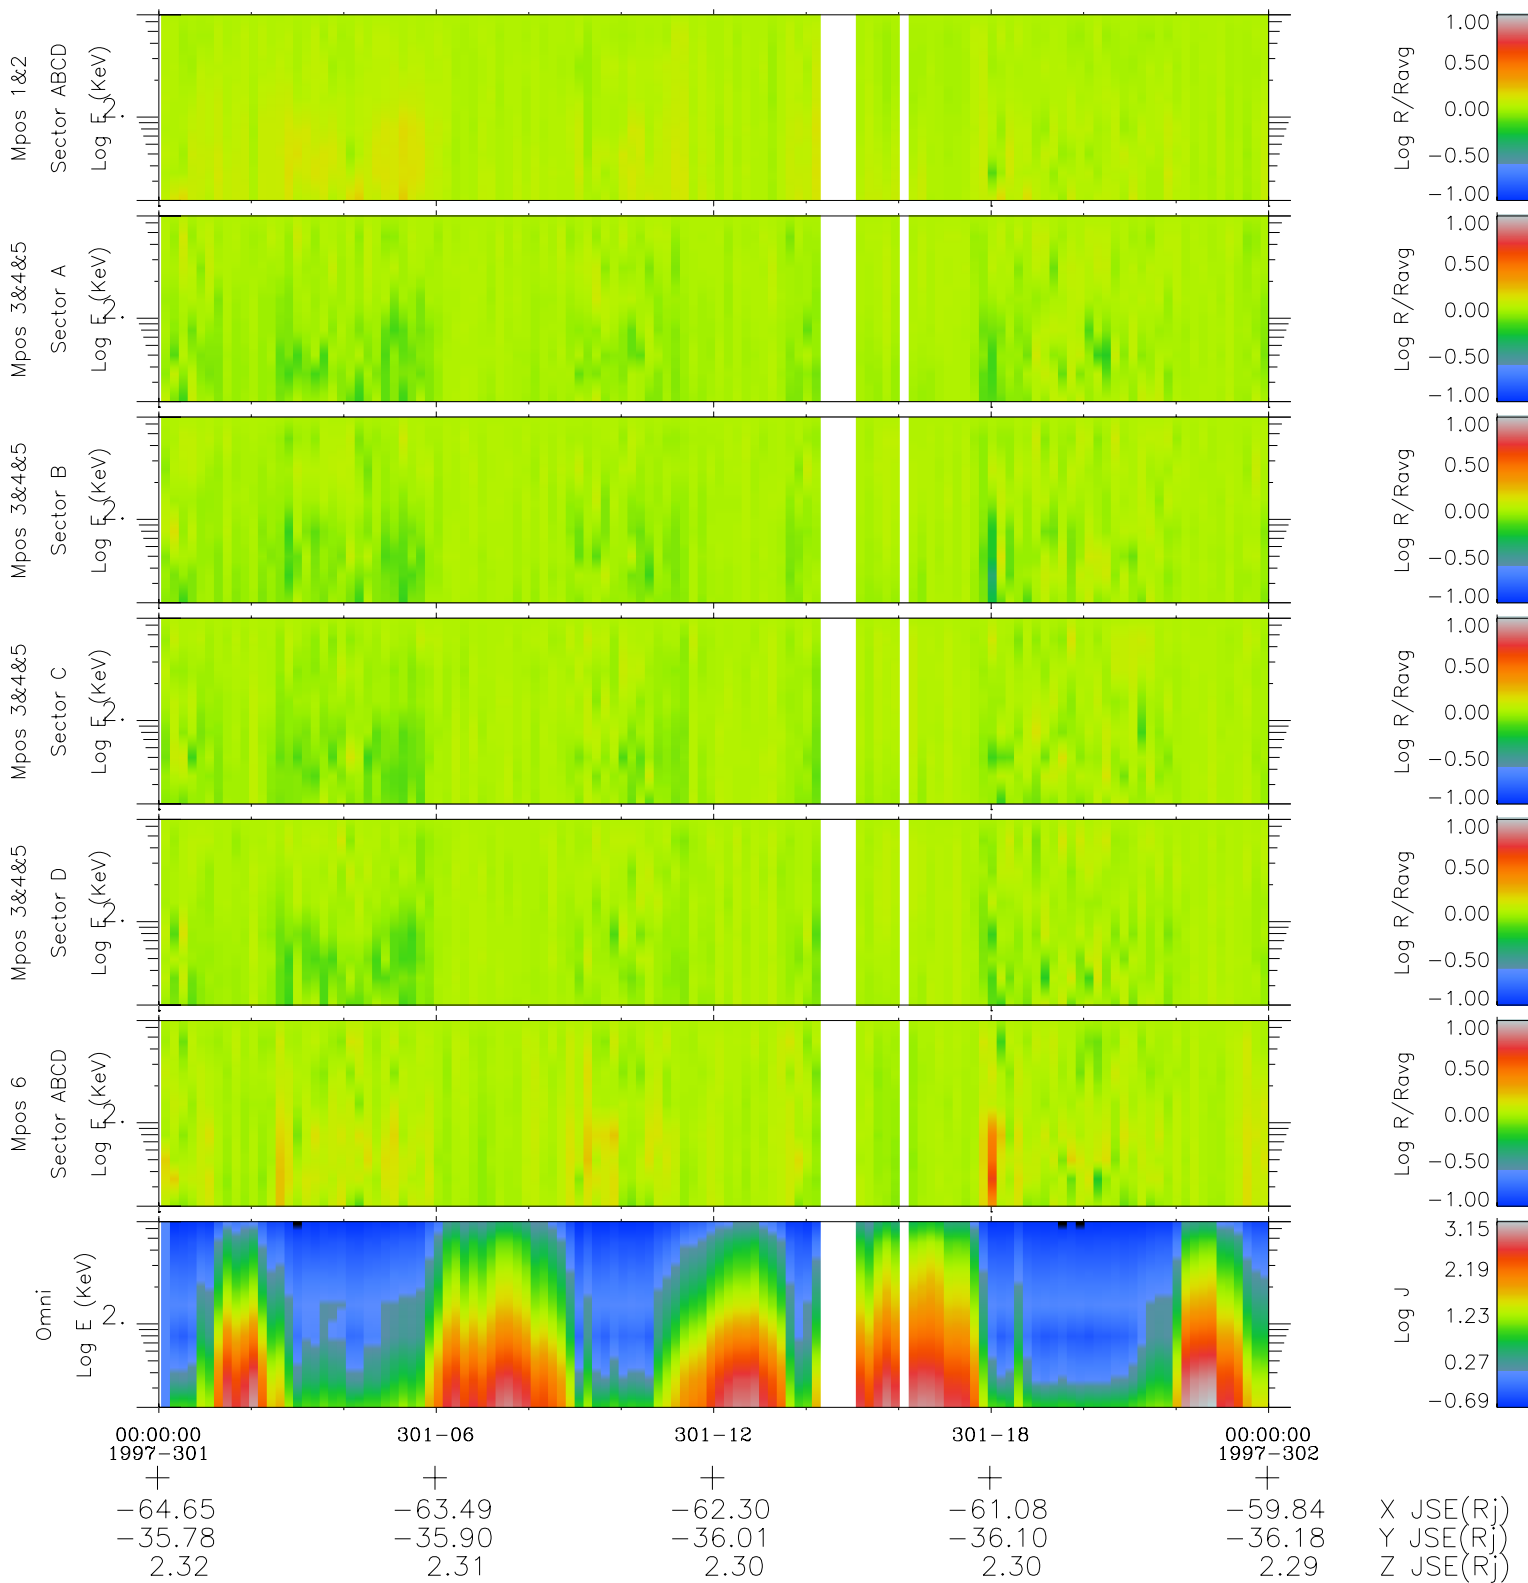 Mpos 1&2
Sector ABCD
Log E (KeV)
2.
Log R/Ravg
1.00
0.50
0.00
−0.50
−1.00
Mpos 3&4&5
Sector A
Log E (KeV)
2.
Log R/Ravg
1.00
0.50
0.00
−0.50
−1.00
Mpos 3&4&5
Sector B
Log E (KeV)
2.
Log R/Ravg
1.00
0.50
0.00
−0.50
−1.00
Mpos 3&4&5
Sector C
Log E (KeV)
2.
Log R/Ravg
1.00
0.50
0.00
−0.50
−1.00
Mpos 3&4&5
Sector D
Log E (KeV)
2.
Log R/Ravg
1.00
0.50
0.00
−0.50
−1.00
Mpos 6
Sector ABCD
Log E (KeV)
2.
Log R/Ravg
1.00
0.50
0.00
−0.50
−1.00
Omni
Log E (KeV)
2.
Log J
3.15
2.19
1.23
0.27
−0.69
00:00:00 301−06 301−12 301−18 00:00:00
1997−301 1997−302
−64.65 −63.49 −62.30 −61.08 −59.84 X JSE(Rj)
−35.78 −35.90 −36.01 −36.10 −36.18 Y JSE(Rj)
2.32 2.31 2.30 2.30 2.29 Z JSE(Rj)